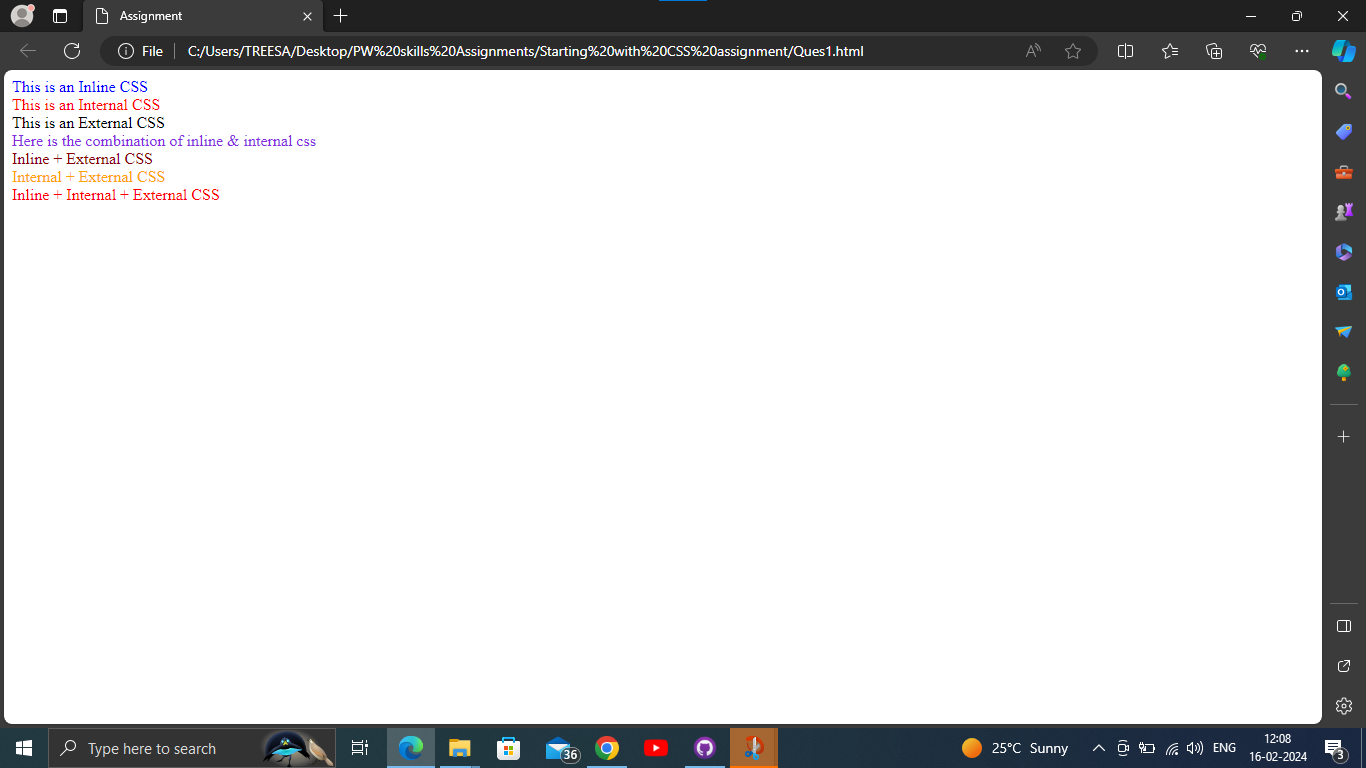 Assignment
File
C:/Users/TREESA/Desktop/PW%20skills%20Assignments/Starting%20with%20CSS%20assignment/Ques1.html
This is an Inline CSS
This is an Internal CSS
This is an External CSS
Here is the combination of inline & internal css
Inline + External CSS
Internal + External CSS
Inline + Internal + External CSS
Type here to search
36
25°C Sunny
ENG
12:08
16-02-2024
3